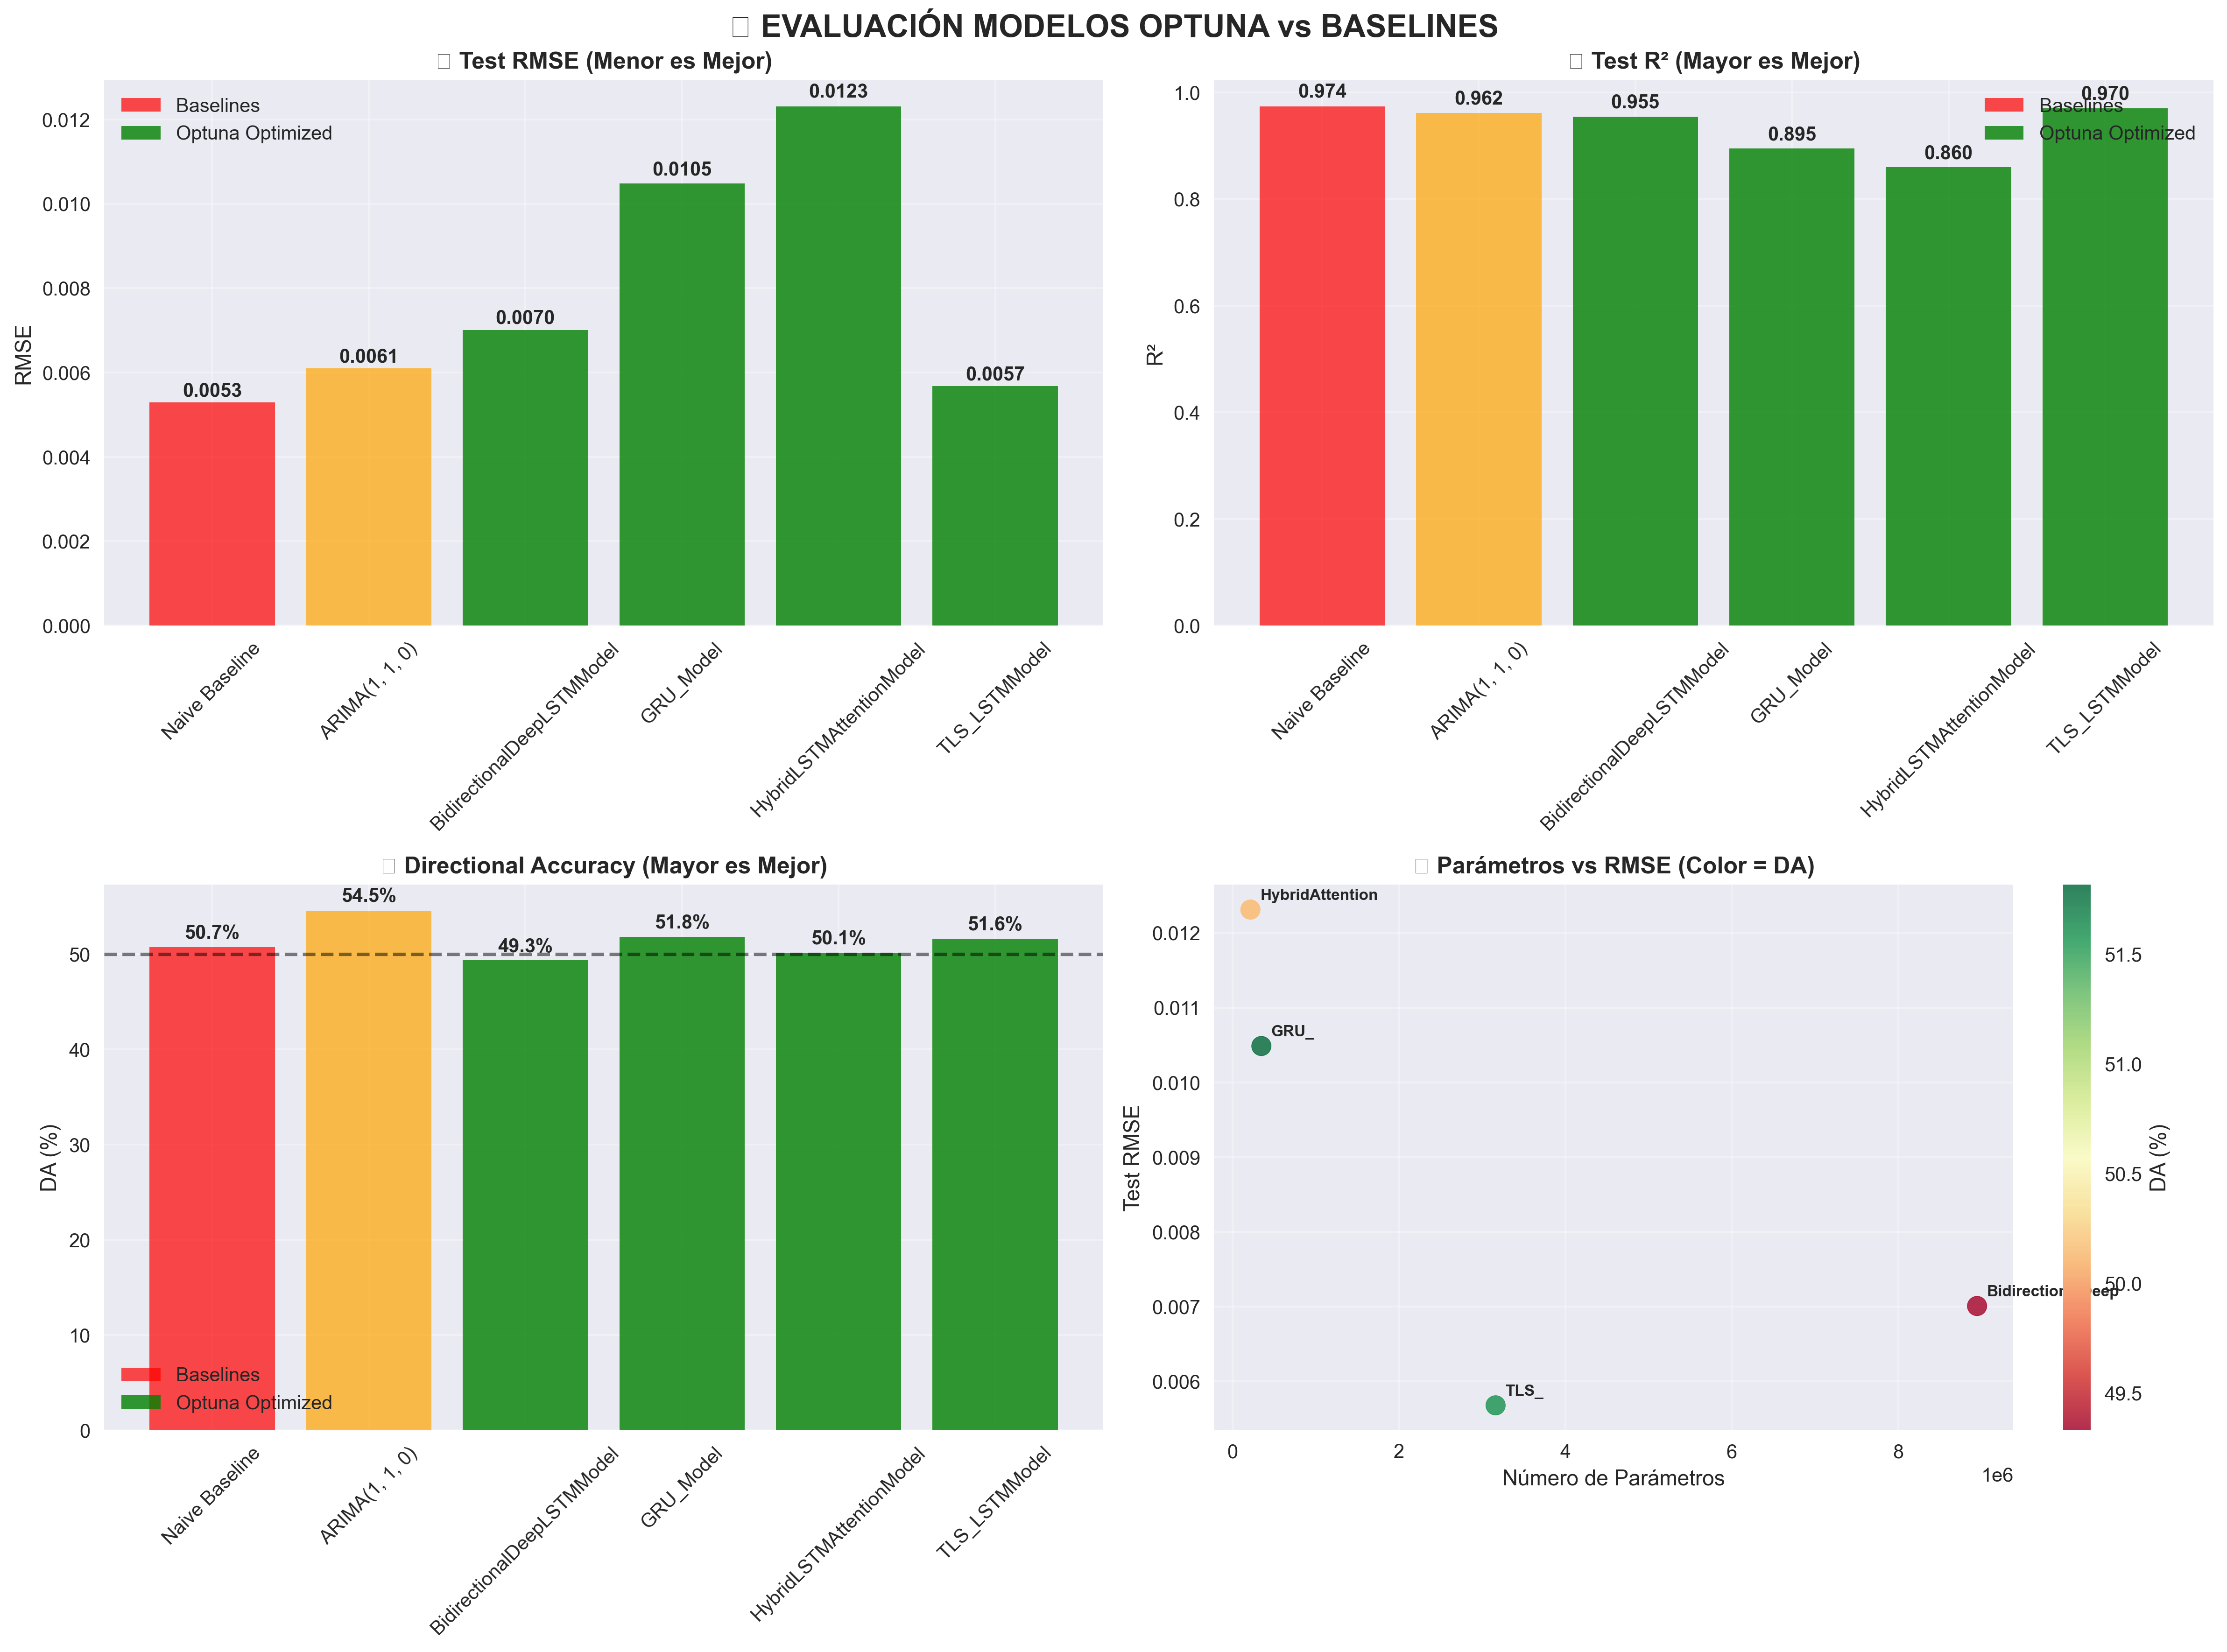 EVALUACIÓN MODELOS OPTUNA vs BASELINES
Test RMSE (Menor es Mejor)
Baselines
Optuna Optimized
0.0053
0.0061
0.0070
0.0105
0.0123
0.0057
RMSE
0.012
0.010
0.008
0.006
0.004
0.002
0.000
Naive Baseline
ARIMA(1, 1, 0)
BidirectionalDeepLSTMModel
GRU_Model
HybridLSTMAttentionModel
TLS_LSTMModel
Test R² (Mayor es Mejor)
Baselines
Optuna Optimized
0.974
0.962
0.955
0.895
0.860
0.970
R²
1.0
0.8
0.6
0.4
0.2
0.0
Naive Baseline
ARIMA(1, 1, 0)
BidirectionalDeepLSTMModel
GRU_Model
HybridLSTMAttentionModel
TLS_LSTMModel
Directional Accuracy (Mayor es Mejor)
50.7%
54.5%
49.3%
51.8%
50.1%
51.6%
DA (%)
50
40
30
20
10
0
Baselines
Optuna Optimized
Naive Baseline
ARIMA(1, 1, 0)
BidirectionalDeepLSTMModel
GRU_Model
HybridLSTMAttentionModel
TLS_LSTMModel
Parámetros vs RMSE (Color = DA)
HybridAttention
GRU_
BidirectionalDeep
TLS_
Test RMSE
0.012
0.011
0.010
0.009
0.008
0.007
0.006
0
2
4
6
8
1e6
Número de Parámetros
51.5
51.0
50.5
50.0
49.5
DA (%)